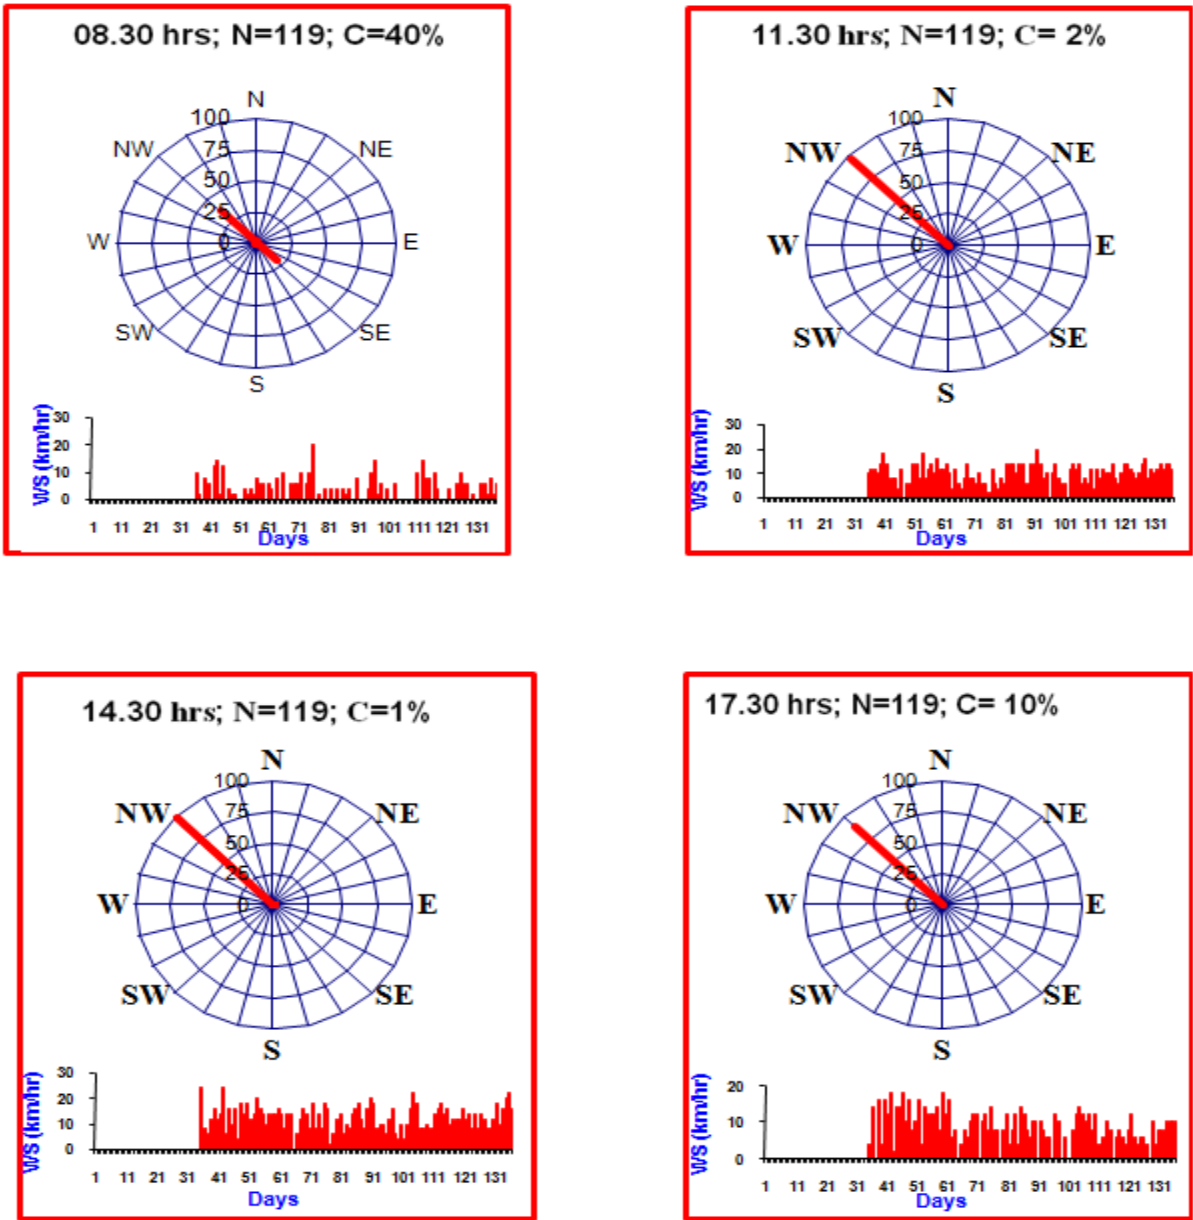 08.30 hrs; N=119; C=40%
N
100
NW
75
NE
50
25
W
0
E
SW
SE
S
WS (km/hr)
30
20
10
0
1 11 21 31 41 51 61 71 81 91 101 111 121 131
Days
11.30 hrs; N=119; C= 2%
N
100
NW
75
NE
50
25
W
0
E
SW
SE
S
WS (km/hr)
30
20
10
0
1 11 21 31 41 51 61 71 81 91 101 111 121 131
Days
14.30 hrs; N=119; C=1%
N
100
NW
75
NE
50
25
W
0
E
SW
SE
S
WS (km/hr)
30
20
10
0
1 11 21 31 41 51 61 71 81 91 101 111 121 131
Days
17.30 hrs; N=119; C= 10%
N
100
NW
75
NE
50
25
W
0
E
SW
SE
S
WS (km/hr)
20
10
0
1 11 21 31 41 51 61 71 81 91 101 111 121 131
Days